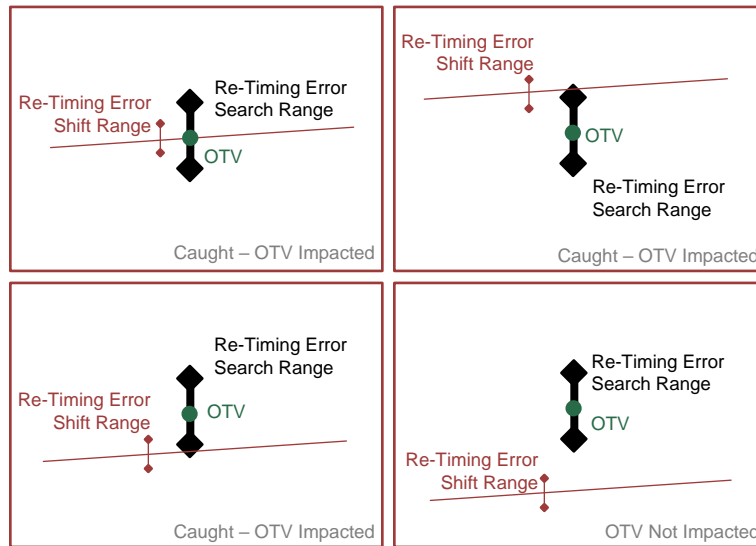 Re-Timing Error
Search Range
Re-Timing Error
Shift Range
OTV
Caught – OTV Impacted
Re-Timing Error
Shift Range
OTV
Re-Timing Error
Search Range
Caught – OTV Impacted
Re-Timing Error
Search Range
OTV
Re-Timing Error
Shift Range
Caught – OTV Impacted
Re-Timing Error
Search Range
OTV
Re-Timing Error
Shift Range
OTV Not Impacted